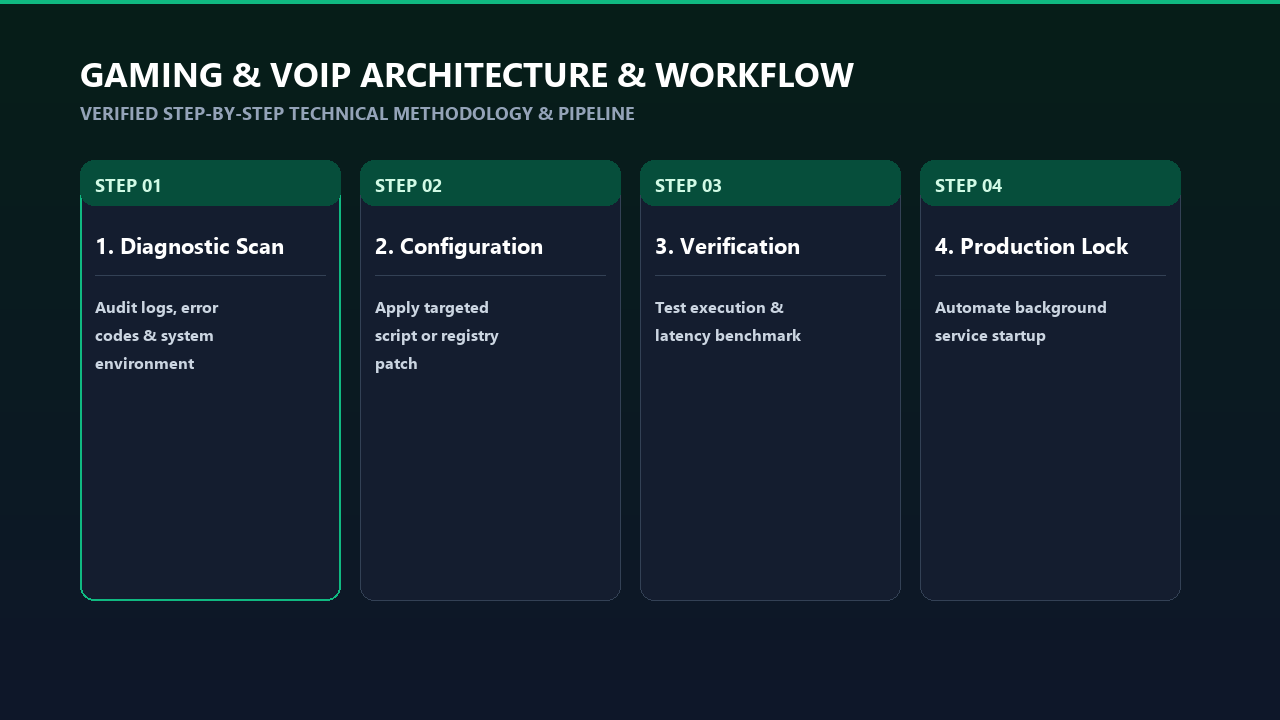 GAMING & VOIP ARCHITECTURE & WORKFLOW
VERIFIED STEP-BY-STEP TECHNICAL METHODOLOGY & PIPELINE
STEP 01
1. Diagnostic Scan
Audit logs, error
codes & system
environment
STEP 02
2. Configuration
Apply targeted
script or registry
patch
STEP 03
3. Verification
Test execution &
latency benchmark
STEP 04
4. Production Lock
Automate background
service startup